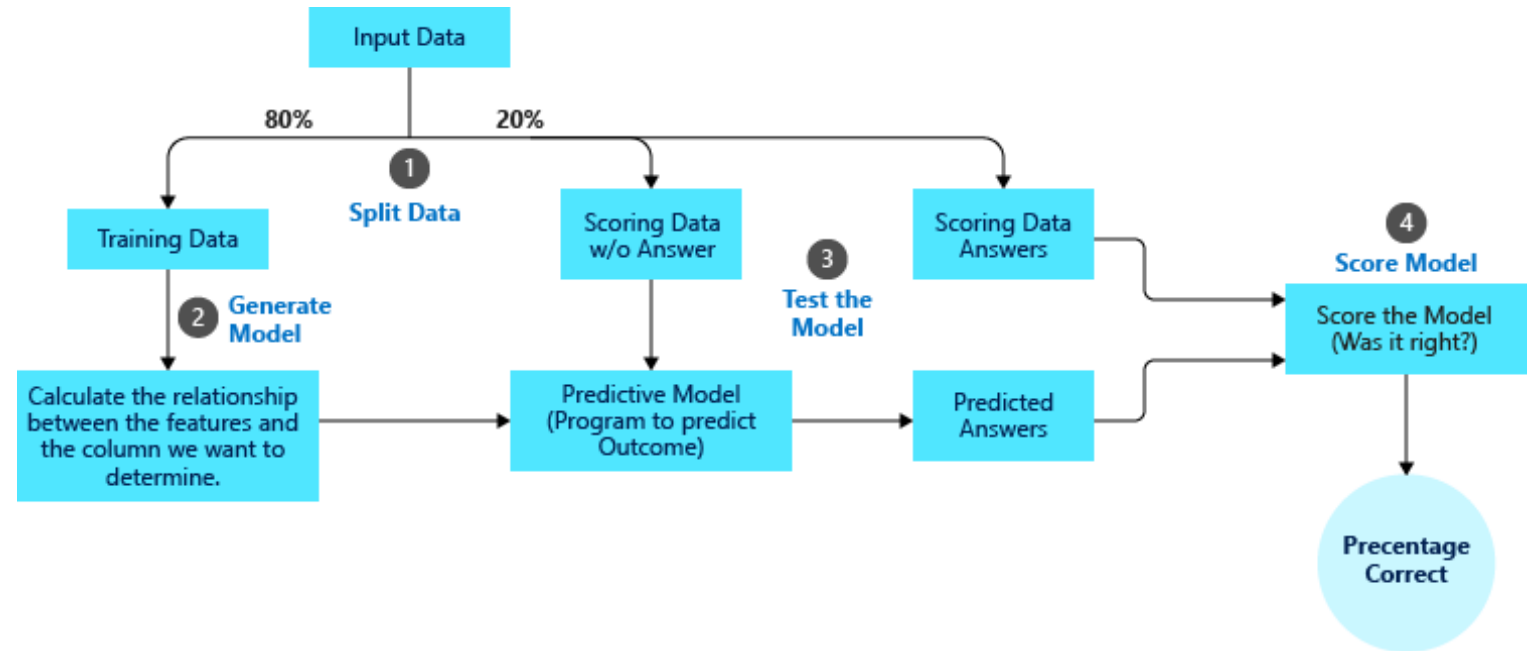 Input Data
80%
20%
1
Split Data
Training Data
Scoring Data
w/o Answer
Scoring Data
Answers
2
Generate
Model
3
Test the
Model
4
Score Model
Score the Model
(Was it right?)
Calculate the relationship
between the features and
the column we want to
determine.
Predictive Model
(Program to predict
Outcome)
Predicted
Answers
Precentage
Correct